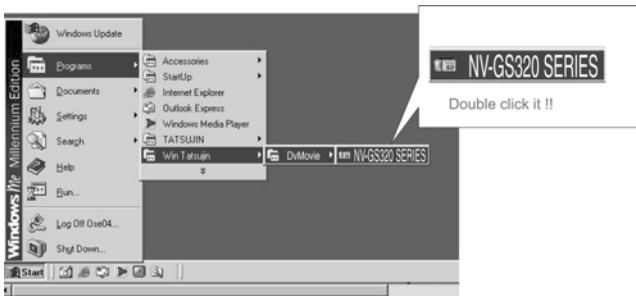 Windows Me Millennium Edition
Windows Update
Programs
Documents
Settings
Search
Help
Run...
Log Off Ose04...
Shut Down...
Start
Accessories
StartUp
Internet Explorer
Outlook Express
Windows Media Player
TATSUJIN
Win Tatsujin
DvMovie
NV-GS320 SERIES
NV-GS320 SERIES
Double click it !!